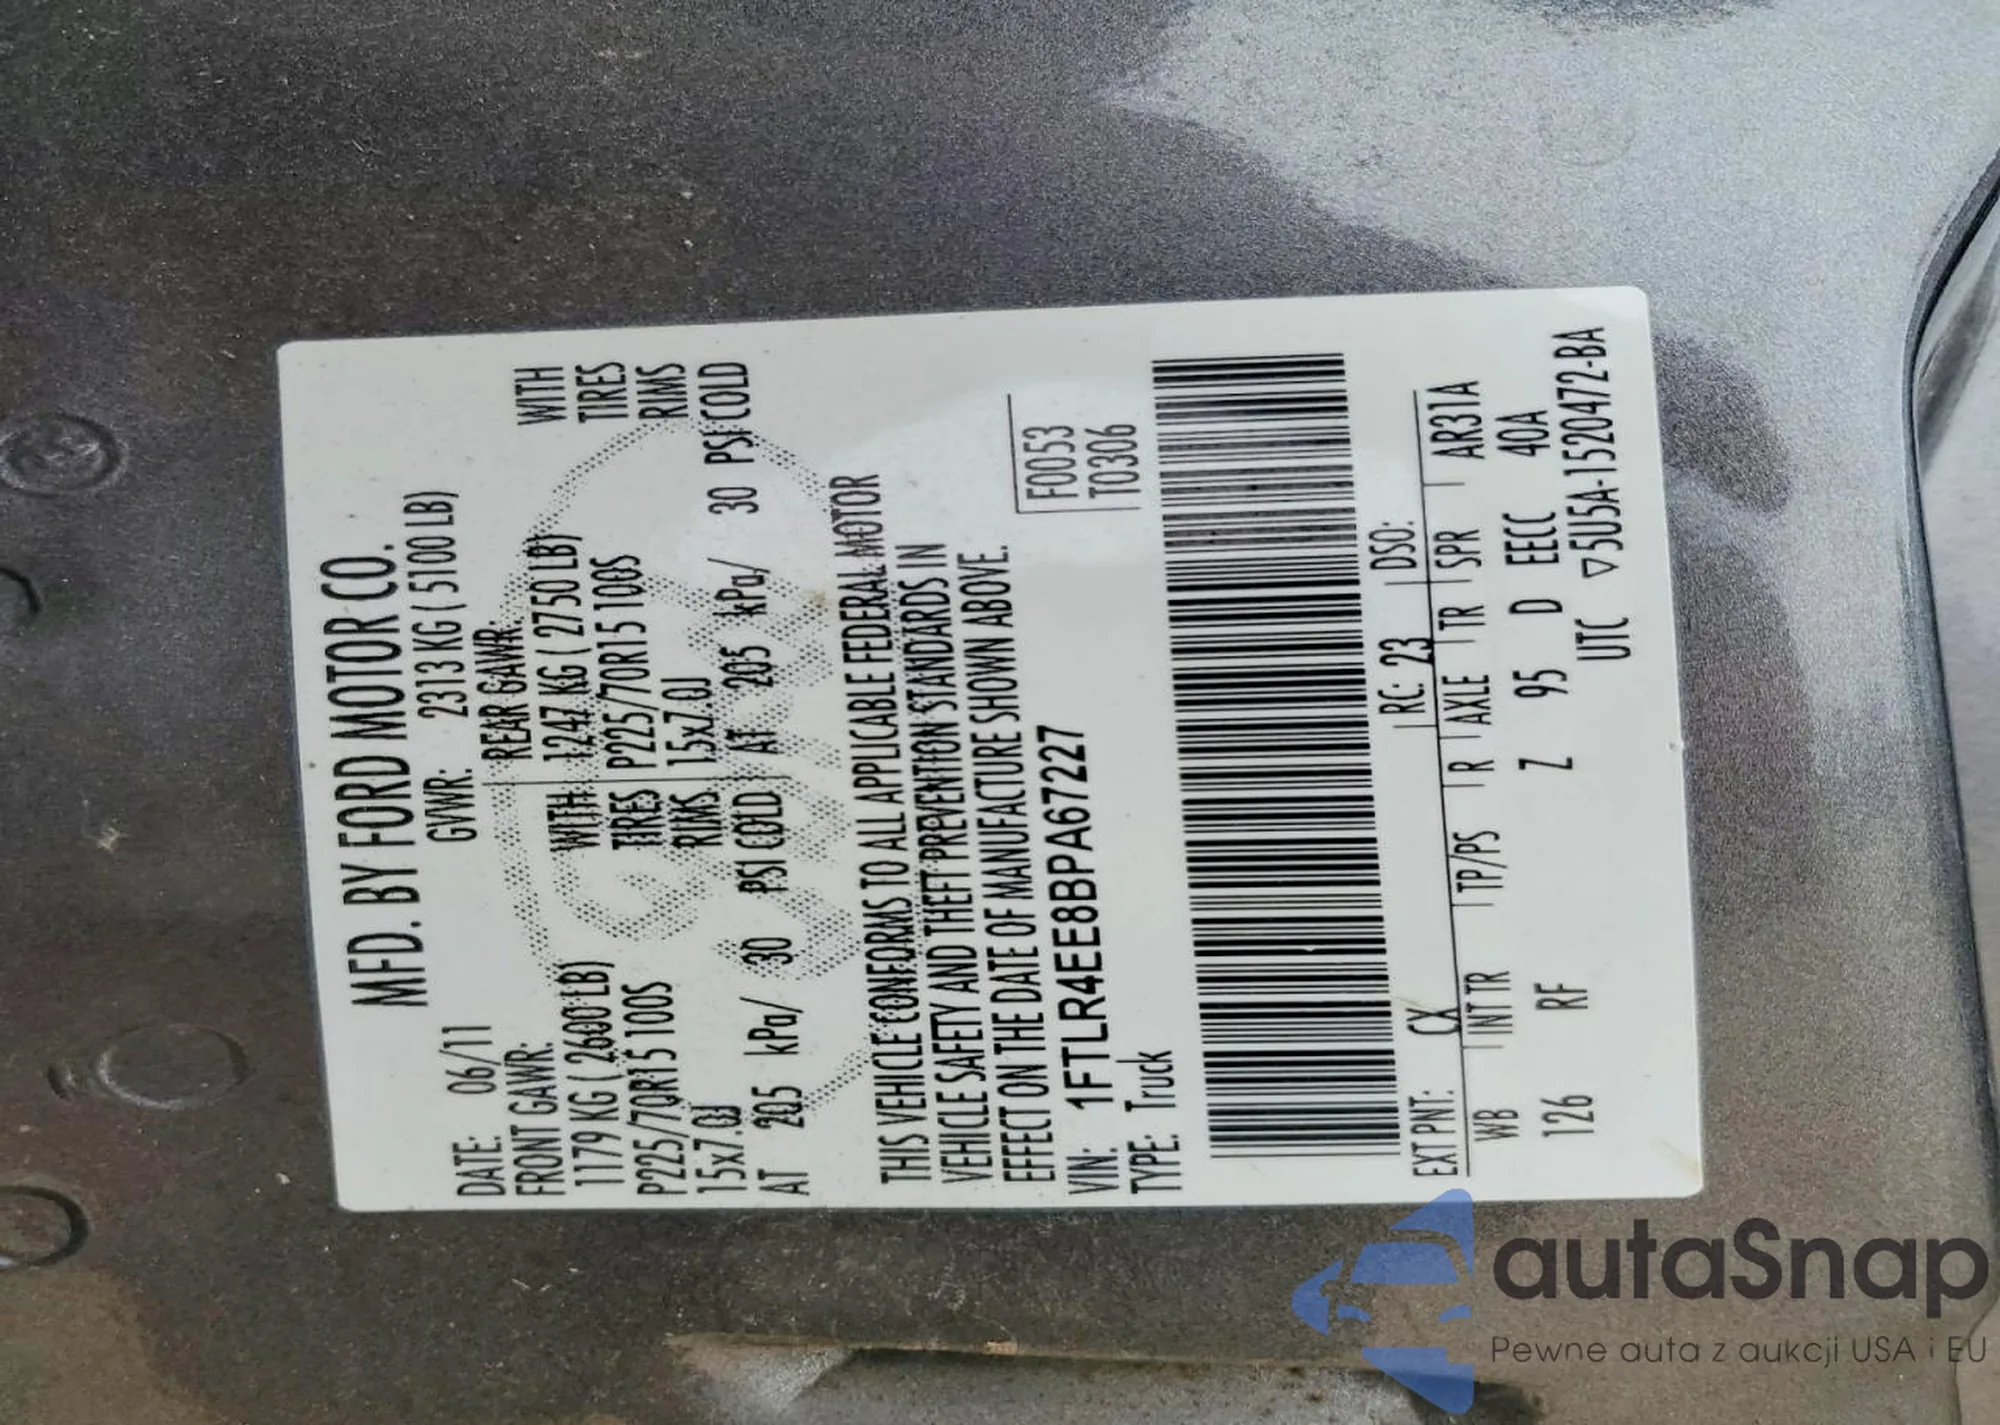 MFD. BY FORD MOTOR CO.
DATE: 06/11 GVWR: 2313 KG ( 5100 LB)
FRONT GAWR: REAR GAWR:
1179 KG ( 2600 LB) WITH 1247 KG ( 2750 LB) WITH
P225/70R15 100S TIRES P225/70R15 100S TIRES
15x7.0J RIMS 15x7.0J RIMS
AT 205 kPa/ 30 PSI COLD AT 205 kPa/ 30 PSI COLD
THIS VEHICLE CONFORMS TO ALL APPLICABLE FEDERAL MOTOR
VEHICLE SAFETY AND THEFT PREVENTION STANDARDS IN
EFFECT ON THE DATE OF MANUFACTURE SHOWN ABOVE.
VIN: 1FTLR4EE8BPA67227 F0053
TYPE: Truck T0306
EXT PNT: CX RC: 23 DSO:
WB INT TR TP/PS R AXLE TR SPR AR31A
126 RF Z 95 D EECC 40A
UTC ▽5U5A-1520472-BA
autaSnap
Pewne auta z aukcji USA i EU